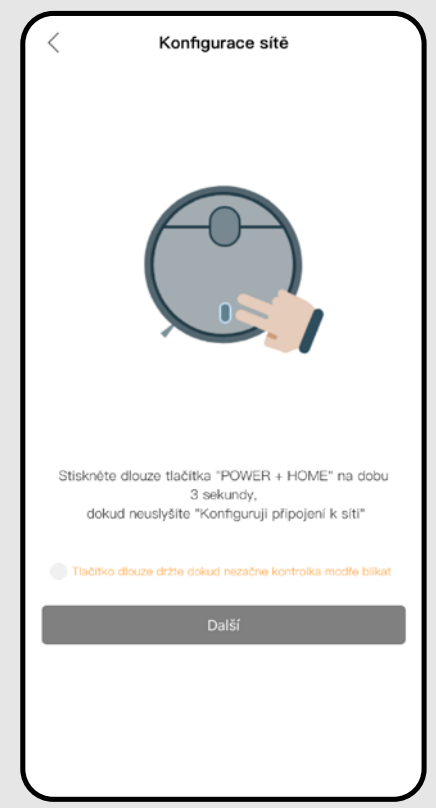 Konfigurace sítě
Stiskněte dlouze tlačítka "POWER + HOME" na dobu
3 sekundy,
dokud neuslyšíte "Konfiguruji připojení k síti"
Tlačítko dlouze držte dokud nezačne kontrolka modře blikat
Další